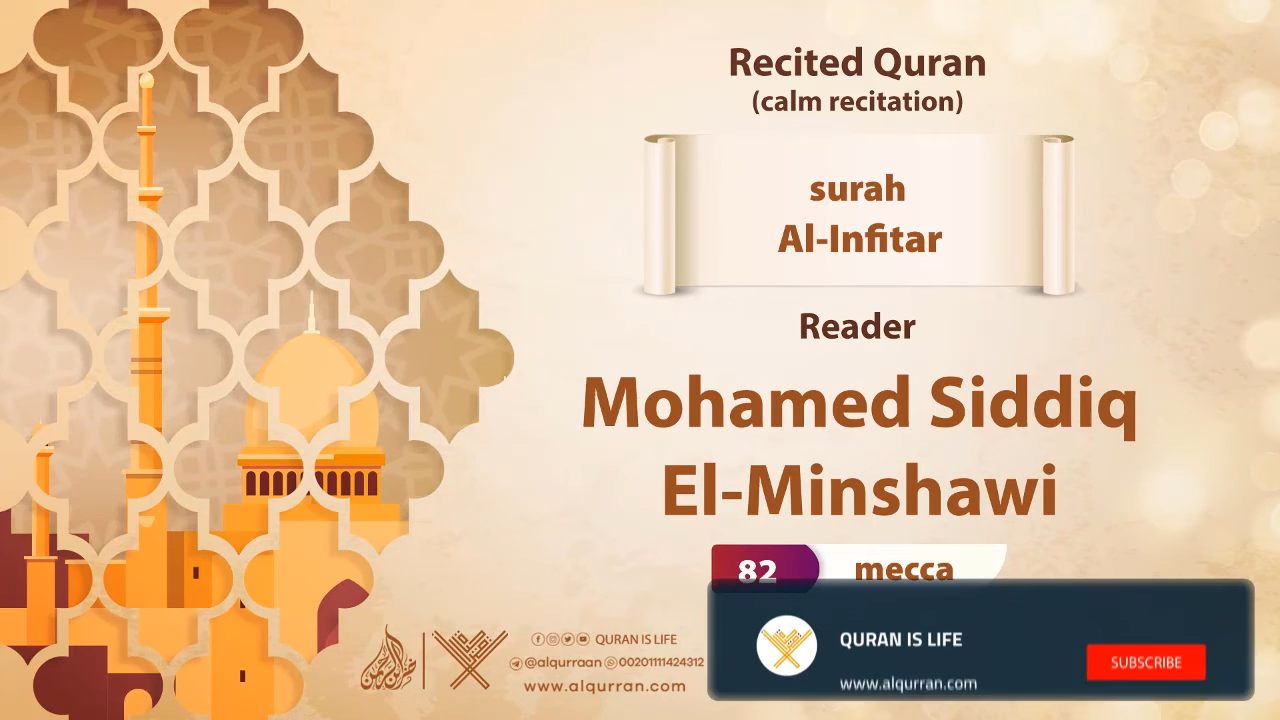 Recited Quran
(calm recitation)
surah
Al-Infitar
Reader
Mohamed Siddiq
El-Minshawi
82 mecca
QURAN IS LIFE
@alqurraan 00201111424312
www.alqurran.com
QURAN IS LIFE
www.alqurran.com
SUBSCRIBE